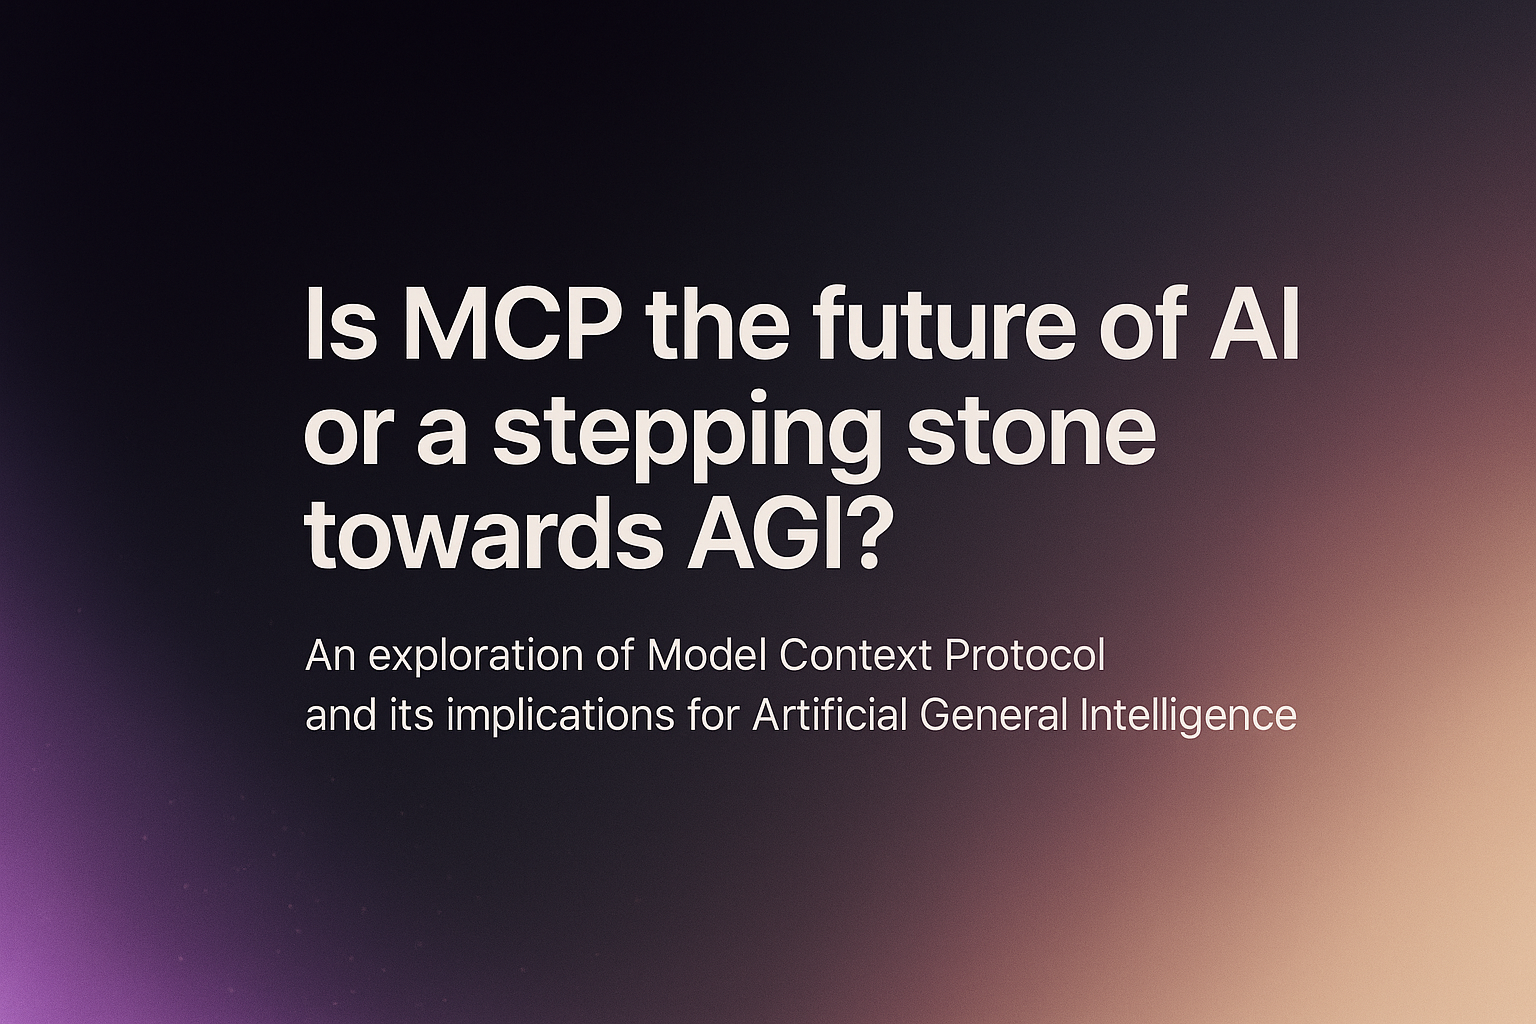 Is MCP the future of AI
or a stepping stone
towards AGI?
An exploration of Model Context Protocol
and its implications for Artificial General Intelligence